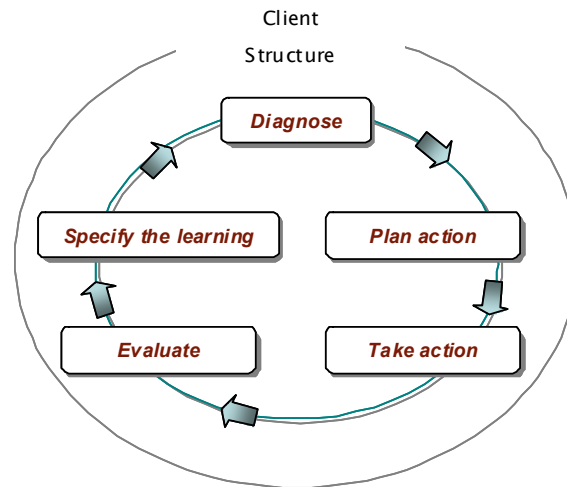 Client
Structure
Diagnose
Specify the learning
Plan action
Evaluate
Take action